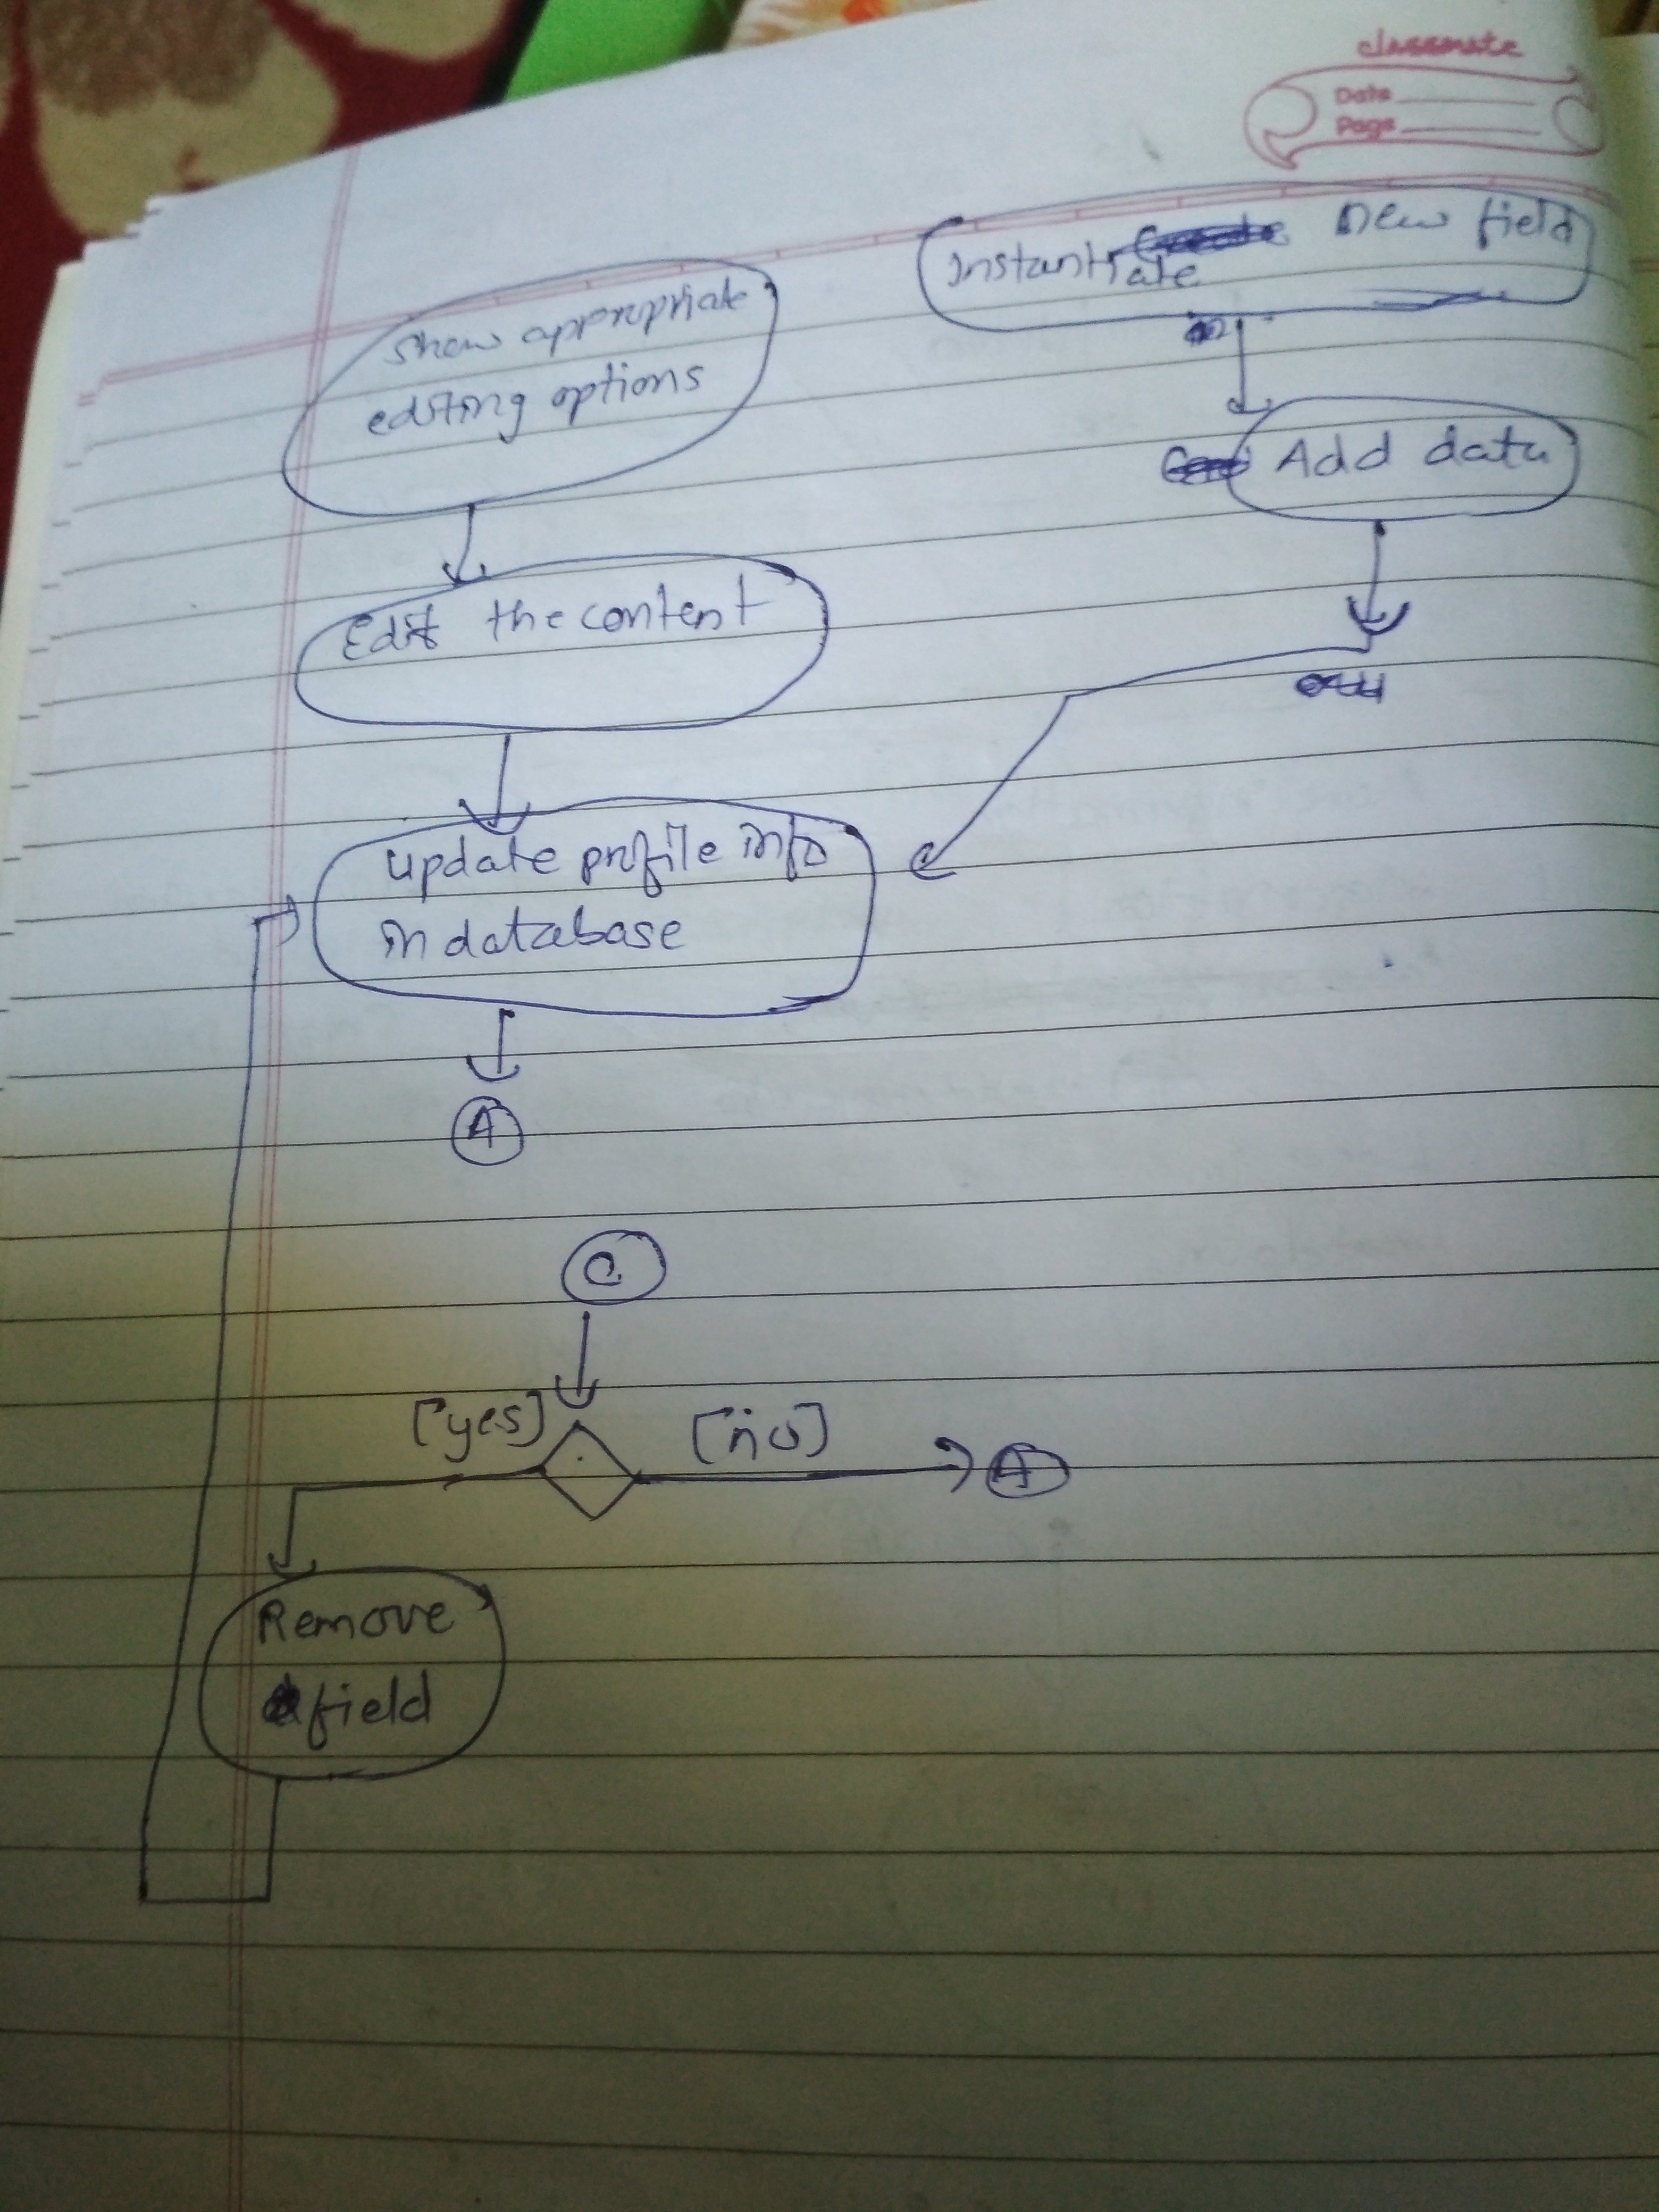 classmate
Date
Page
Instantiate new field
Show appropriate
editing options
Add data
Edit the content
update profile info
in database
A
C
[yes]
[no]
A
Remove
field